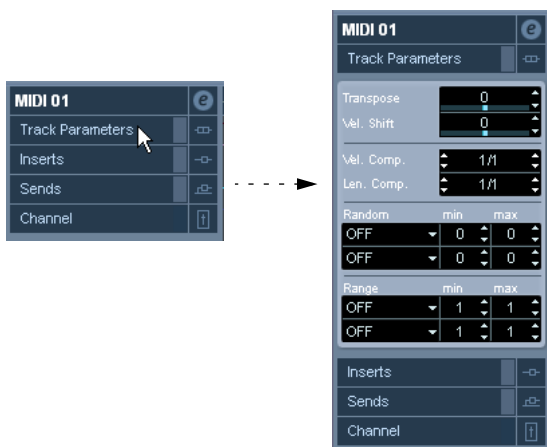 MIDI 01 e
Track Parameters
Inserts
Sends
Channel
MIDI 01 e
Track Parameters
Transpose 0
Vel. Shift 0
Vel. Comp. 1/1
Len. Comp. 1/1
Random min max
OFF 0 0
OFF 0 0
Range min max
OFF 1 1
OFF 1 1
Inserts
Sends
Channel